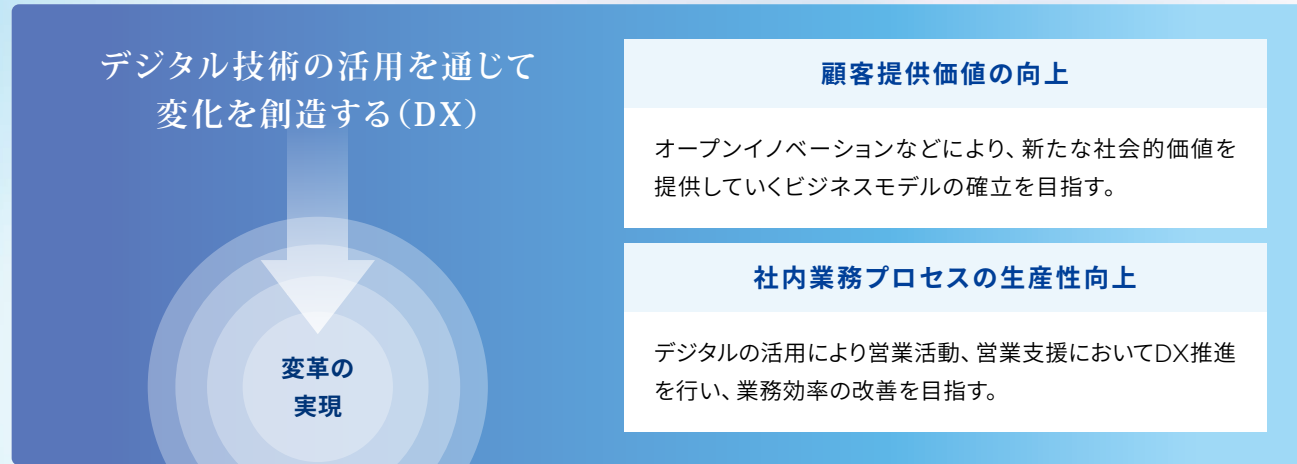 デジタル技術の活用を通じて
変化を創造する（DX）
変革の
実現
顧客提供価値の向上
オープンイノベーションなどにより、新たな社会的価値を
提供していくビジネスモデルの確立を目指す。
社内業務プロセスの生産性向上
デジタルの活用により営業活動、営業支援においてDX推進
を行い、業務効率の改善を目指す。